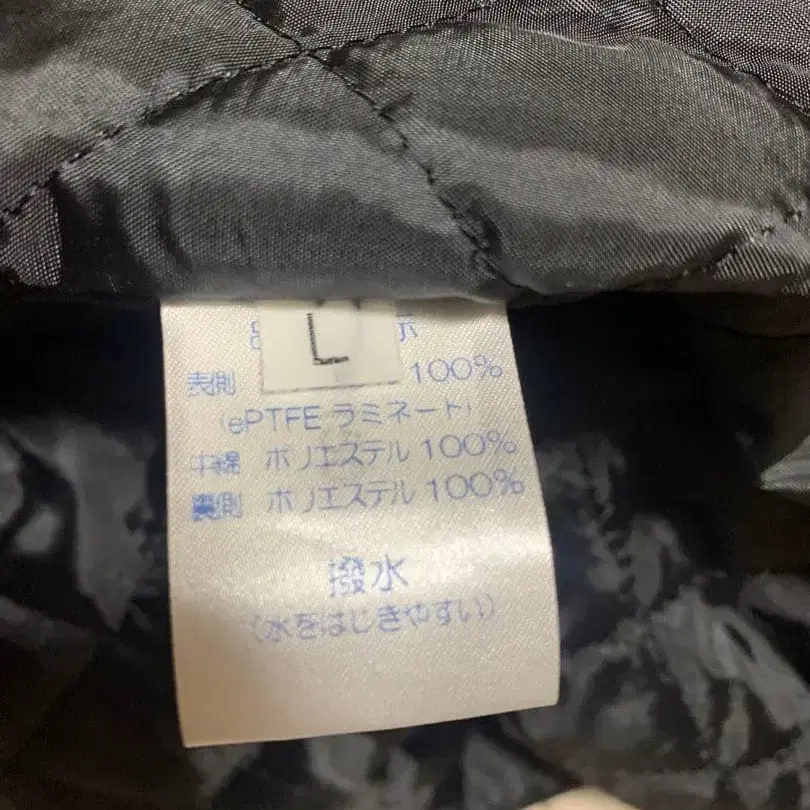 L
表側 100%
(ePTFE ラミネート)
中綿 ポリエステル 100%
裏側 ポリエステル 100%
撥水
(水をはじきやすい)